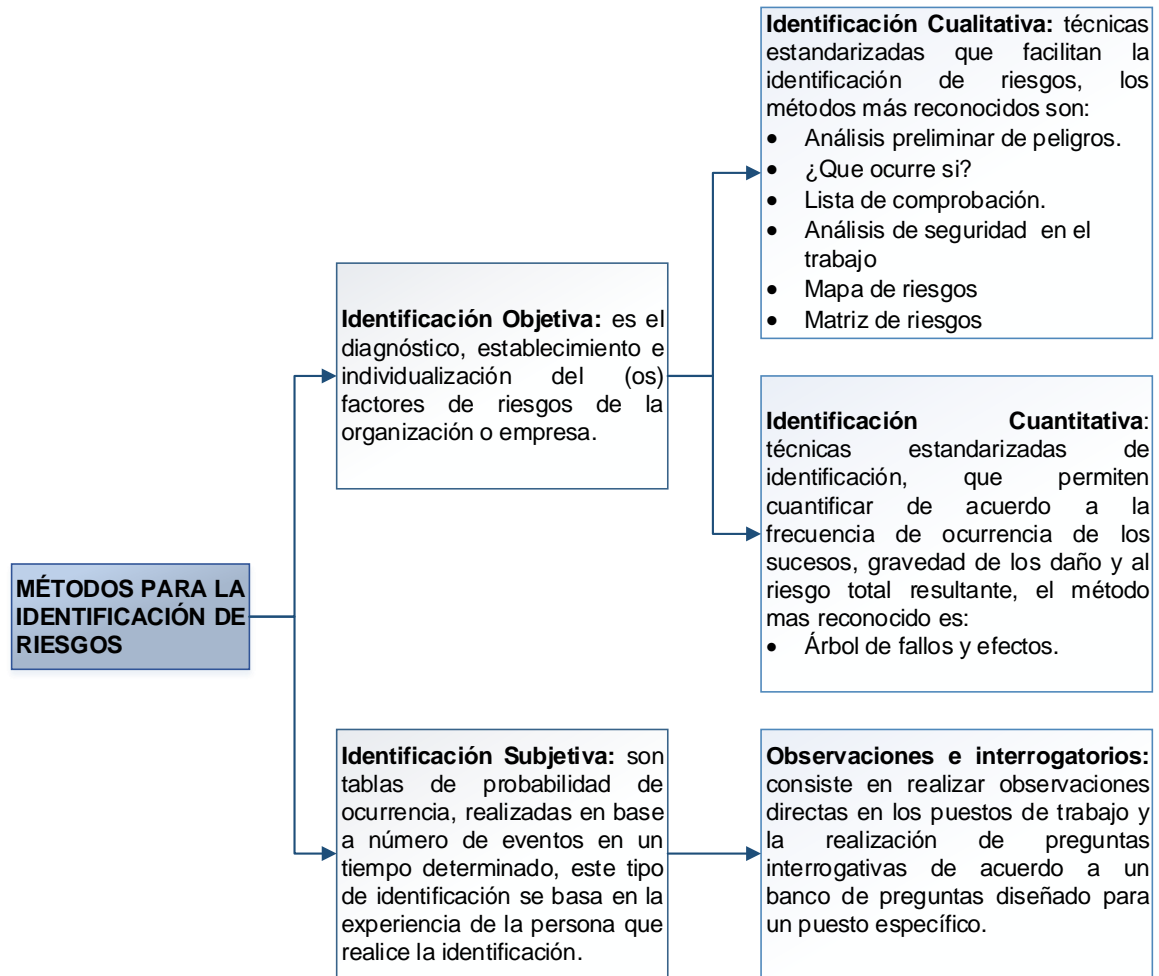 MÉTODOS PARA LA
IDENTIFICACIÓN DE
RIESGOS
Identificación Objetiva: es el
diagnóstico, establecimiento e
individualización del (os)
factores de riesgos de la
organización o empresa.
Identificación Cualitativa: técnicas
estandarizadas que facilitan la
identificación de riesgos, los
métodos más reconocidos son:
• Análisis preliminar de peligros.
• ¿Que ocurre si?
• Lista de comprobación.
• Análisis de seguridad en el
trabajo
• Mapa de riesgos
• Matriz de riesgos
Identificación Cuantitativa:
técnicas estandarizadas de
identificación, que permiten
cuantificar de acuerdo a la
frecuencia de ocurrencia de los
sucesos, gravedad de los daño y al
riesgo total resultante, el método
mas reconocido es:
• Árbol de fallos y efectos.
Identificación Subjetiva: son
tablas de probabilidad de
ocurrencia, realizadas en base
a número de eventos en un
tiempo determinado, este tipo
de identificación se basa en la
experiencia de la persona que
realice la identificación.
Observaciones e interrogatorios:
consiste en realizar observaciones
directas en los puestos de trabajo y
la realización de preguntas
interrogativas de acuerdo a un
banco de preguntas diseñado para
un puesto específico.